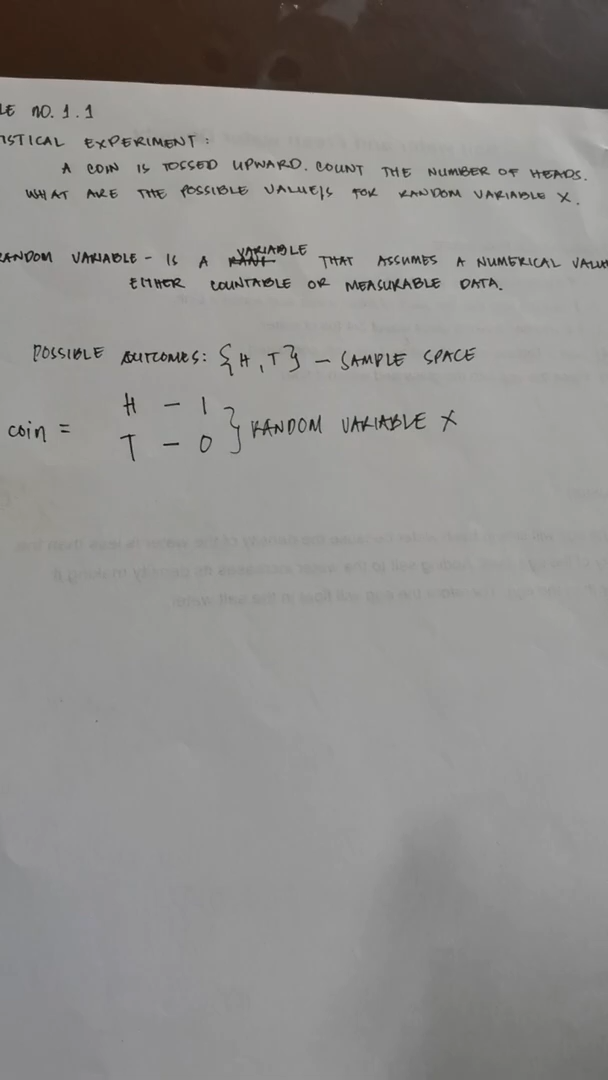 LE NO. 1.1
ISTICAL EXPERIMENT:
A COIN IS TOSSED UPWARD. COUNT THE NUMBER OF HEADS.
WHAT ARE THE POSSIBLE VALUE/S FOR RANDOM VARIABLE X.
RANDOM VARIABLE - IS A VARIABLE THAT ASSUMES A NUMERICAL VALU
EITHER COUNTABLE OR MEASURABLE DATA.
POSSIBLE OUTCOMES: {H, T} - SAMPLE SPACE
coin = H - 1
T - 0 } RANDOM VARIABLE X